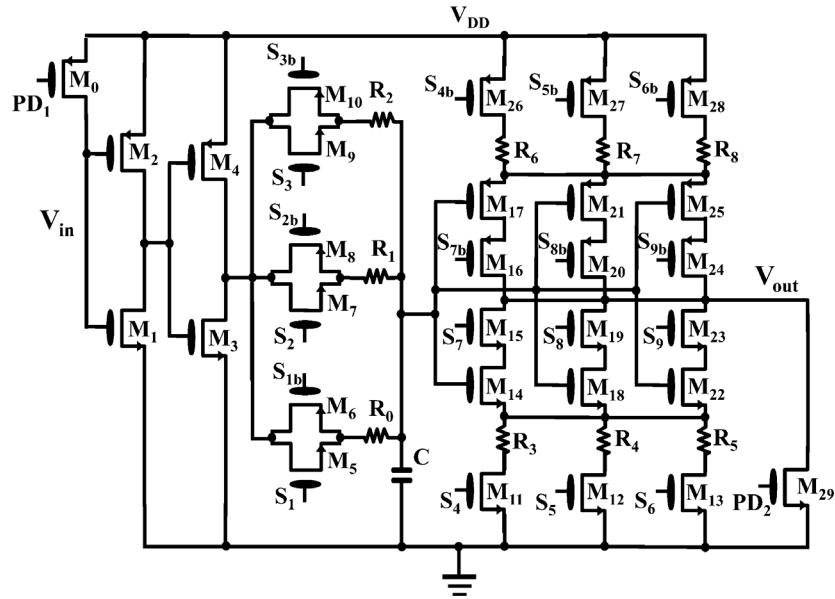 V_DD
S_3b
M_0
PD_1
M_10
R_2
S_4b
M_26
S_5b
M_27
S_6b
M_28
M_2
M_4
M_9
S_3
R_6
R_7
R_8
V_in
S_2b
M_17
M_21
M_25
M_8
R_1
S_7b
M_16
S_8b
M_20
S_9b
M_24
V_out
M_1
M_3
M_7
S_2
S_7
M_15
S_8
M_19
S_9
M_23
S_1b
M_14
M_18
M_22
M_6
R_0
M_5
S_1
C
R_3
R_4
R_5
S_4
M_11
S_5
M_12
S_6
M_13
PD_2
M_29